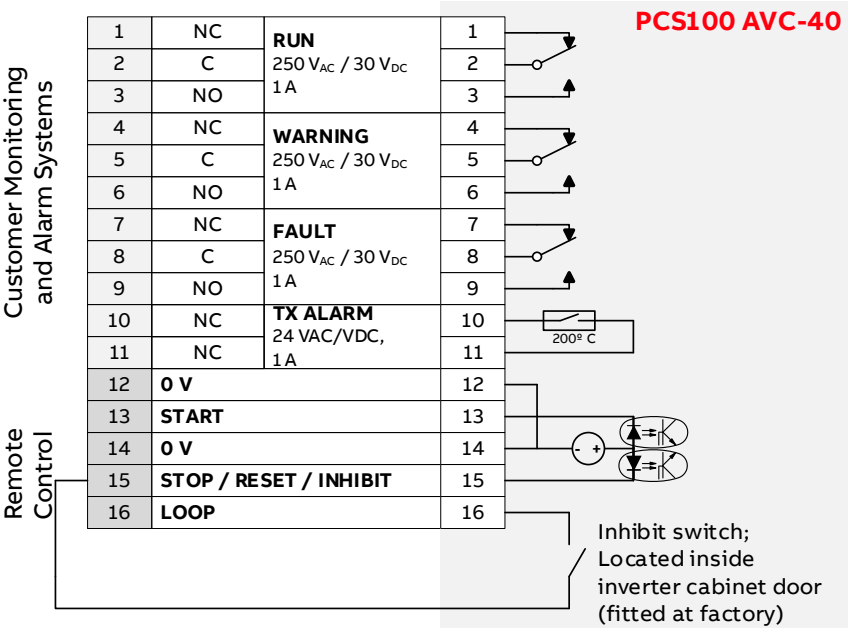 PCS100 AVC-40
Customer Monitoring
and Alarm Systems
1 NC RUN 1
2 C 250 VAC / 30 VDC 2
3 NO 1 A 3
4 NC WARNING 4
5 C 250 VAC / 30 VDC 5
6 NO 1 A 6
7 NC FAULT 7
8 C 250 VAC / 30 VDC 8
9 NO 1 A 9
10 NC TX ALARM 10
24 VAC/VDC,
200º C
11 NC 1 A 11
Remote
Control
12 0 V 12
13 START 13
14 0 V 14
- +
15 STOP / RESET / INHIBIT 15
16 LOOP 16
Inhibit switch;
Located inside
inverter cabinet door
(fitted at factory)